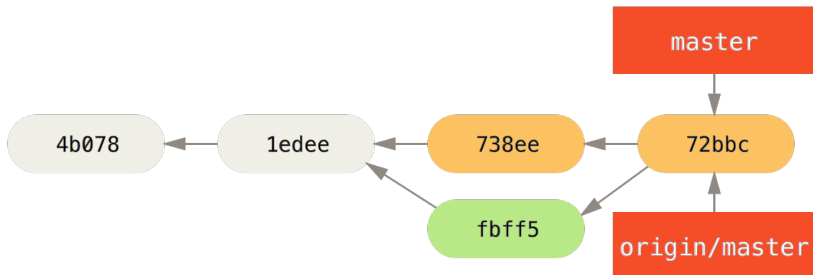 master
4b078
1edee
738ee
72bbc
fbff5
origin/master